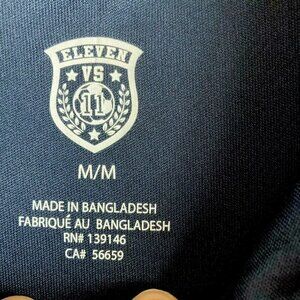 ELEVEN
VS
11
M/M
MADE IN BANGLADESH
FABRIQUÉ AU BANGLADESH
RN# 139146
CA# 56659